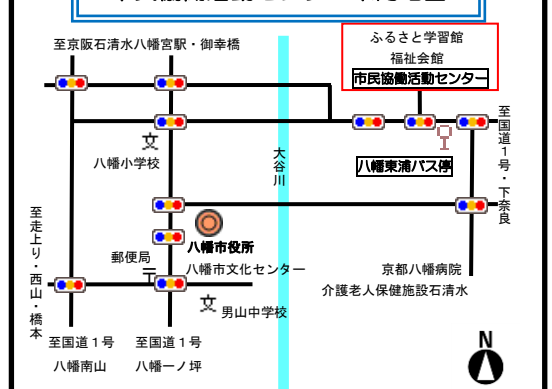 至京阪石清水八幡宮駅・御幸橋
ふるさと学習館
福祉会館
市民協働活動センター
至国道１号・下奈良
八幡小学校
大谷川
八幡東浦バス停
至走上り・西山・橋本
八幡市役所
郵便局
八幡市文化センター
京都八幡病院
介護老人保健施設石清水
男山中学校
至国道１号
八幡南山
至国道１号
八幡一ノ坪
N